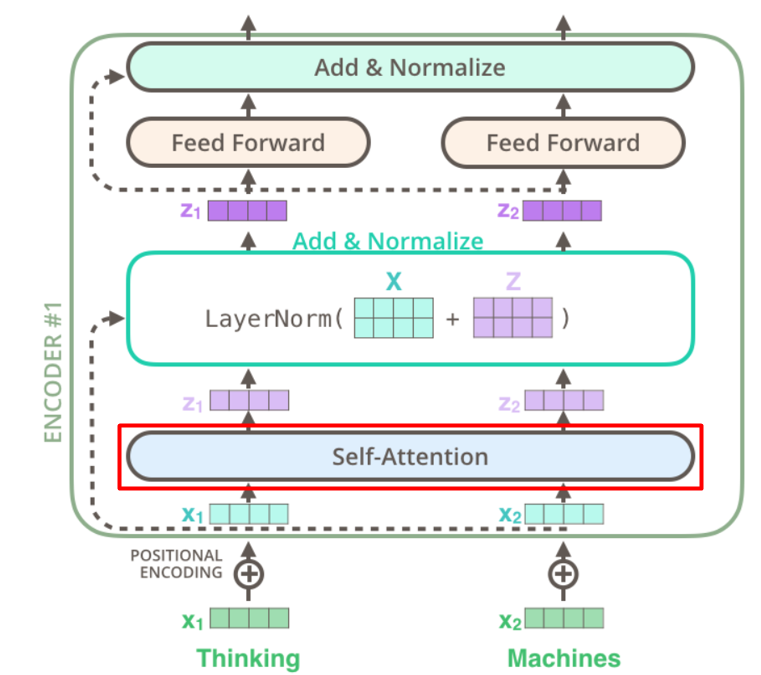 Add & Normalize
Feed Forward Feed Forward
z1 z2
Add & Normalize
X Z
LayerNorm( + )
ENCODER #1
z1 z2
Self-Attention
x1 x2
POSITIONAL
ENCODING
x1 x2
Thinking Machines